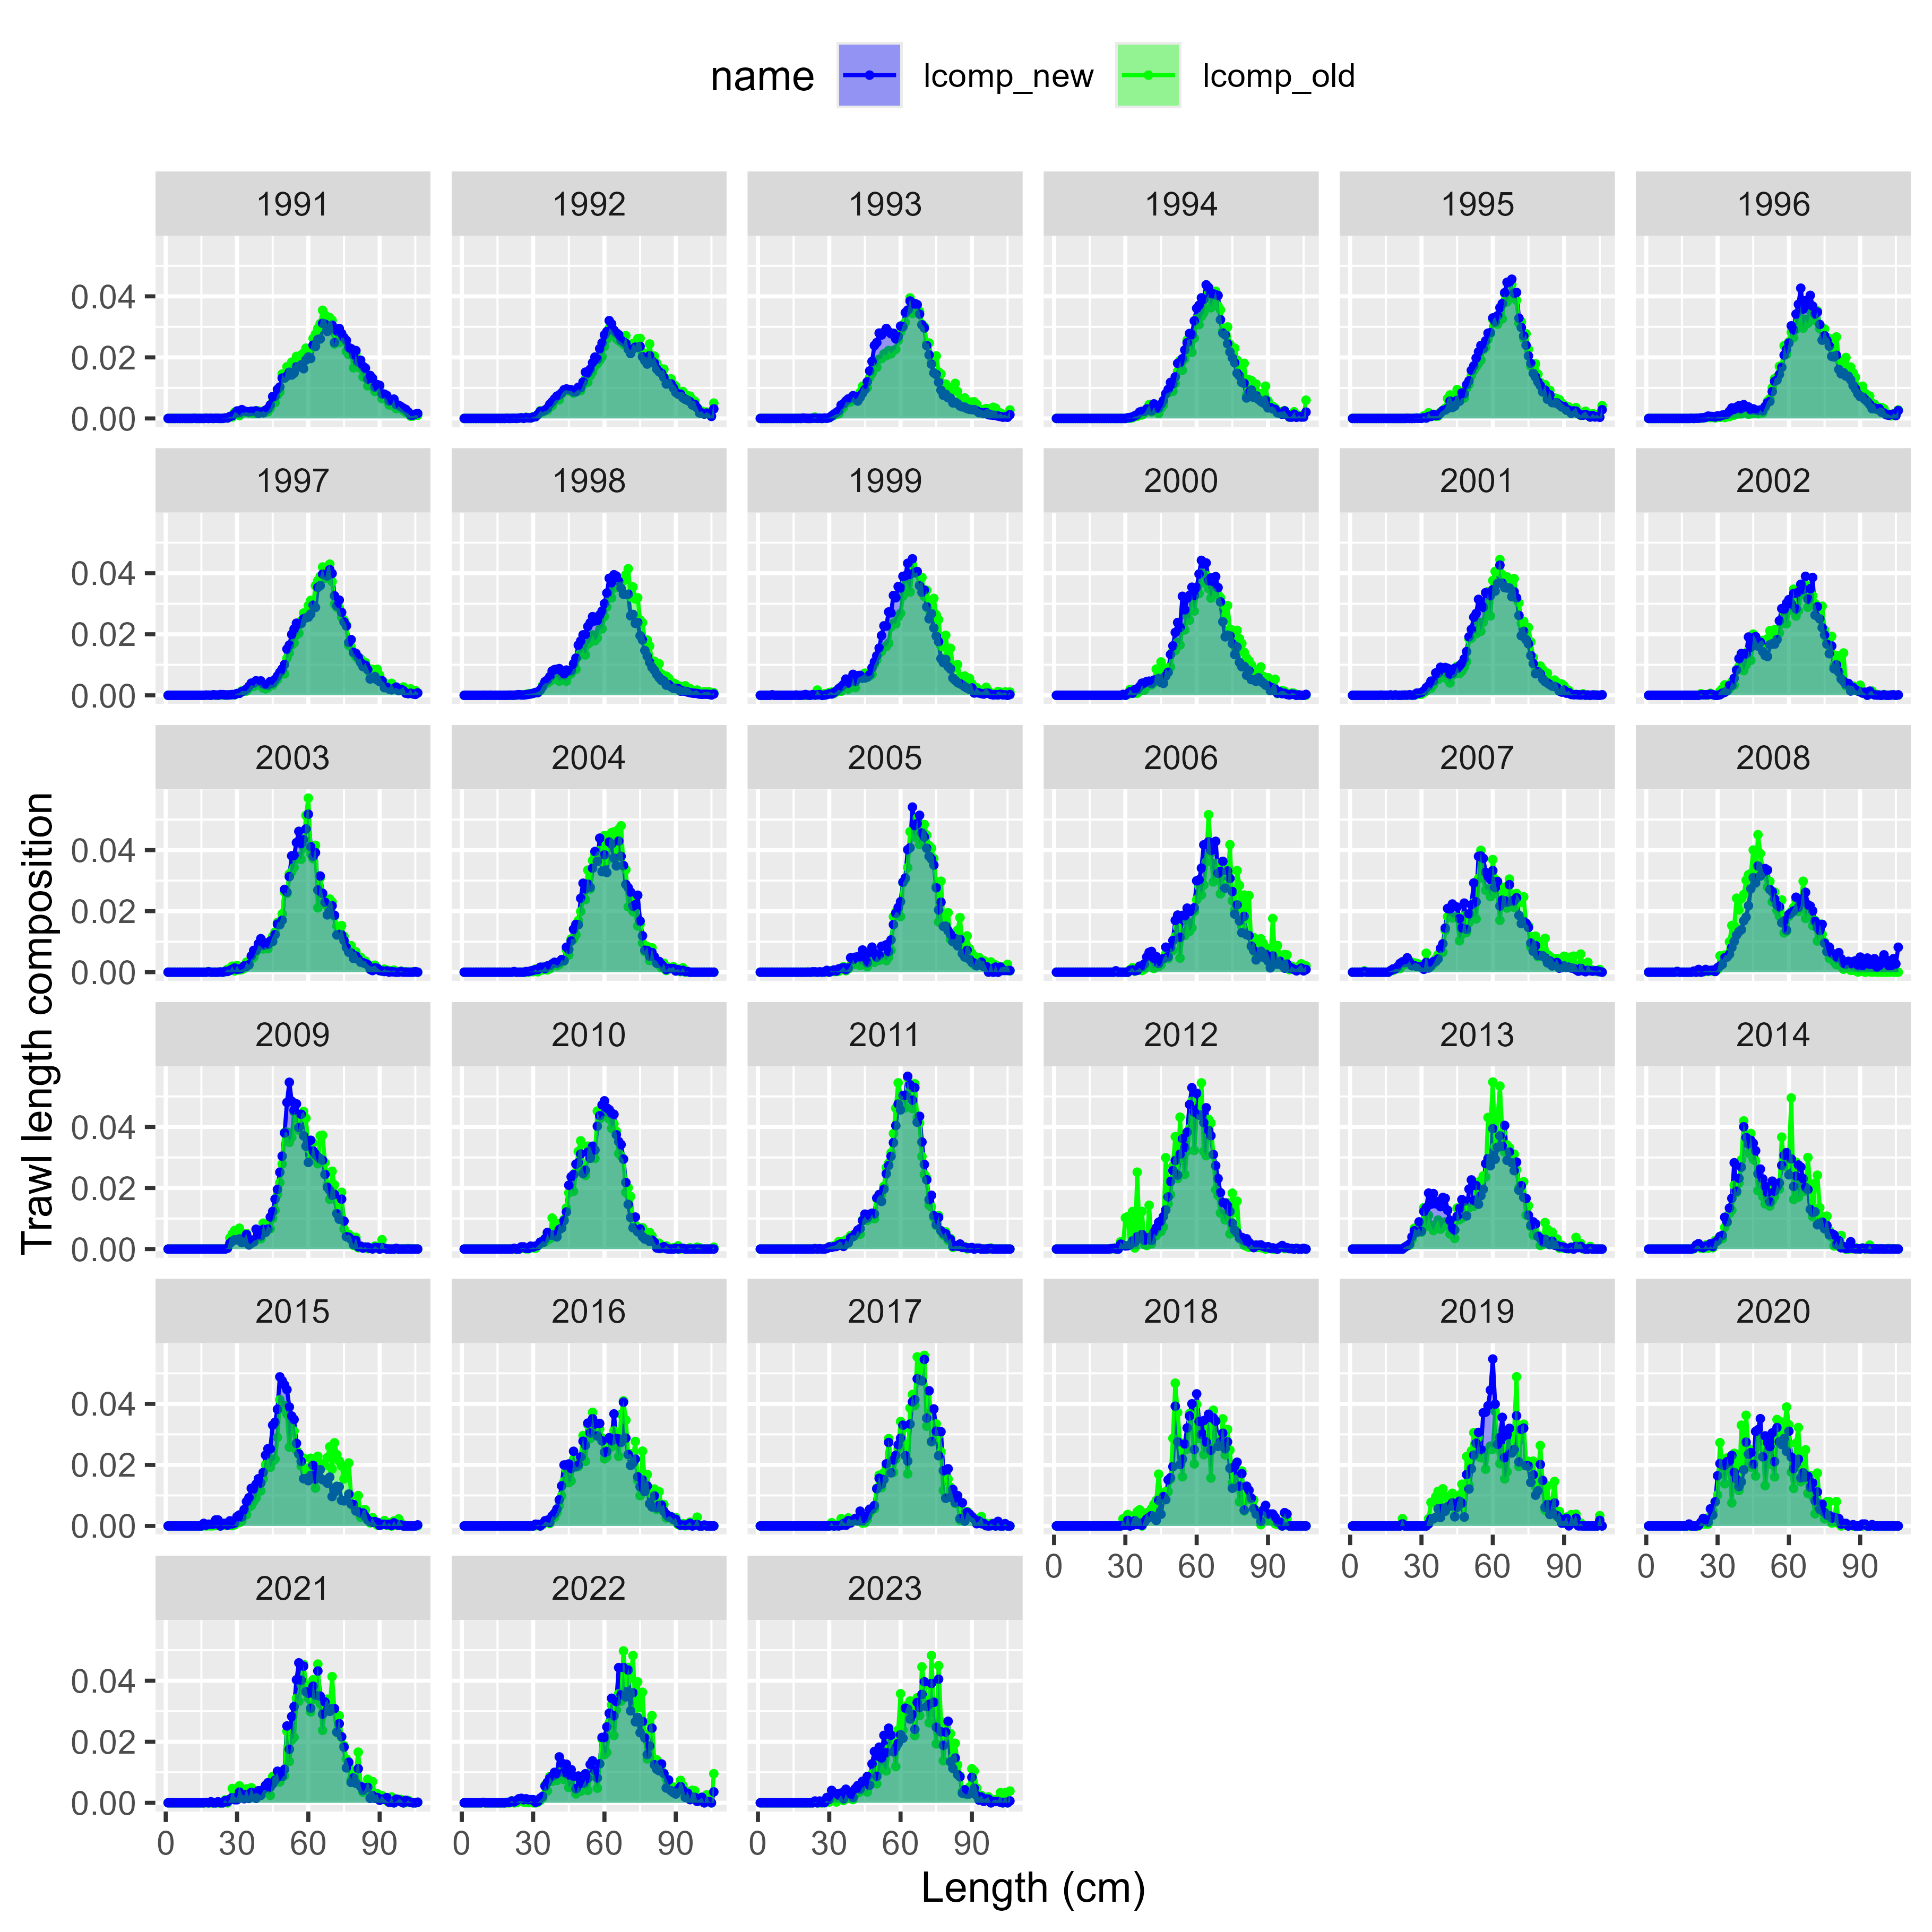 name lcomp_new lcomp_old
1991 1992 1993 1994 1995 1996
0.04
0.02
0.00
1997 1998 1999 2000 2001 2002
0.04
0.02
0.00
2003 2004 2005 2006 2007 2008
0.04
0.02
0.00
2009 2010 2011 2012 2013 2014
0.04
0.02
0.00
2015 2016 2017 2018 2019 2020
0.04
0.02
0.00
0 30 60 90 0 30 60 90 0 30 60 90
2021 2022 2023
0.04
0.02
0.00
0 30 60 90 0 30 60 90 0 30 60 90
Trawl length composition
Length (cm)